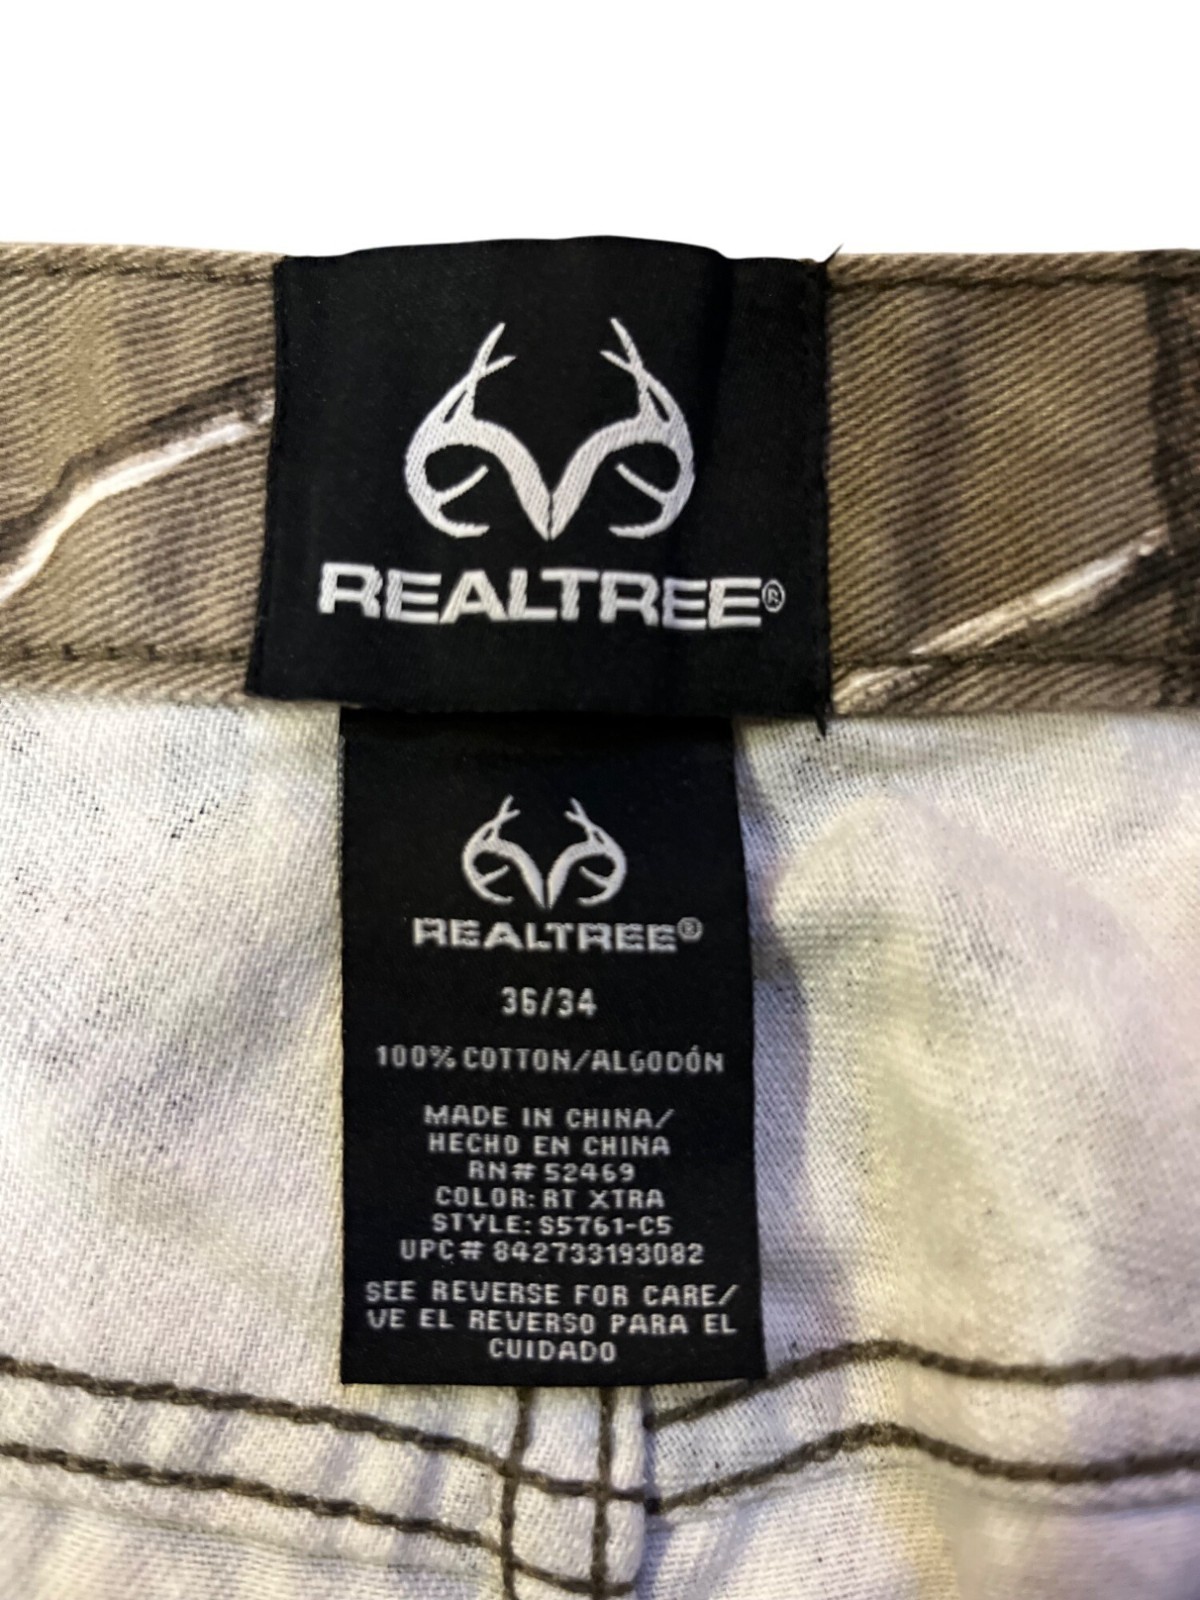 REALTREE®
REALTREE®
36/34
100% COTTON/ALGODÓN
MADE IN CHINA/
HECHO EN CHINA
RN# 52469
COLOR: RT XTRA
STYLE: S5761-C5
UPC# 842733193082
SEE REVERSE FOR CARE/
VE EL REVERSO PARA EL
CUIDADO